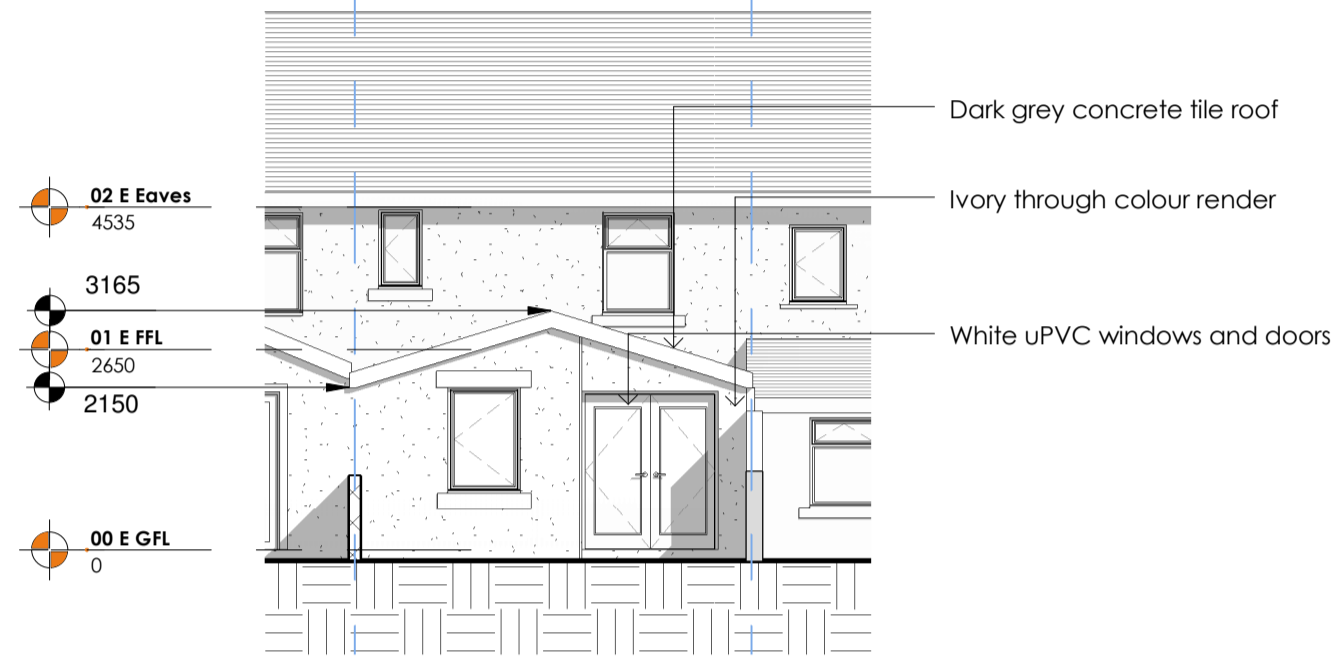 Dark grey concrete tile roof
02 E Eaves
4535
Ivory through colour render
3165
01 E FFL
2650
White uPVC windows and doors
2150
00 E GFL
0